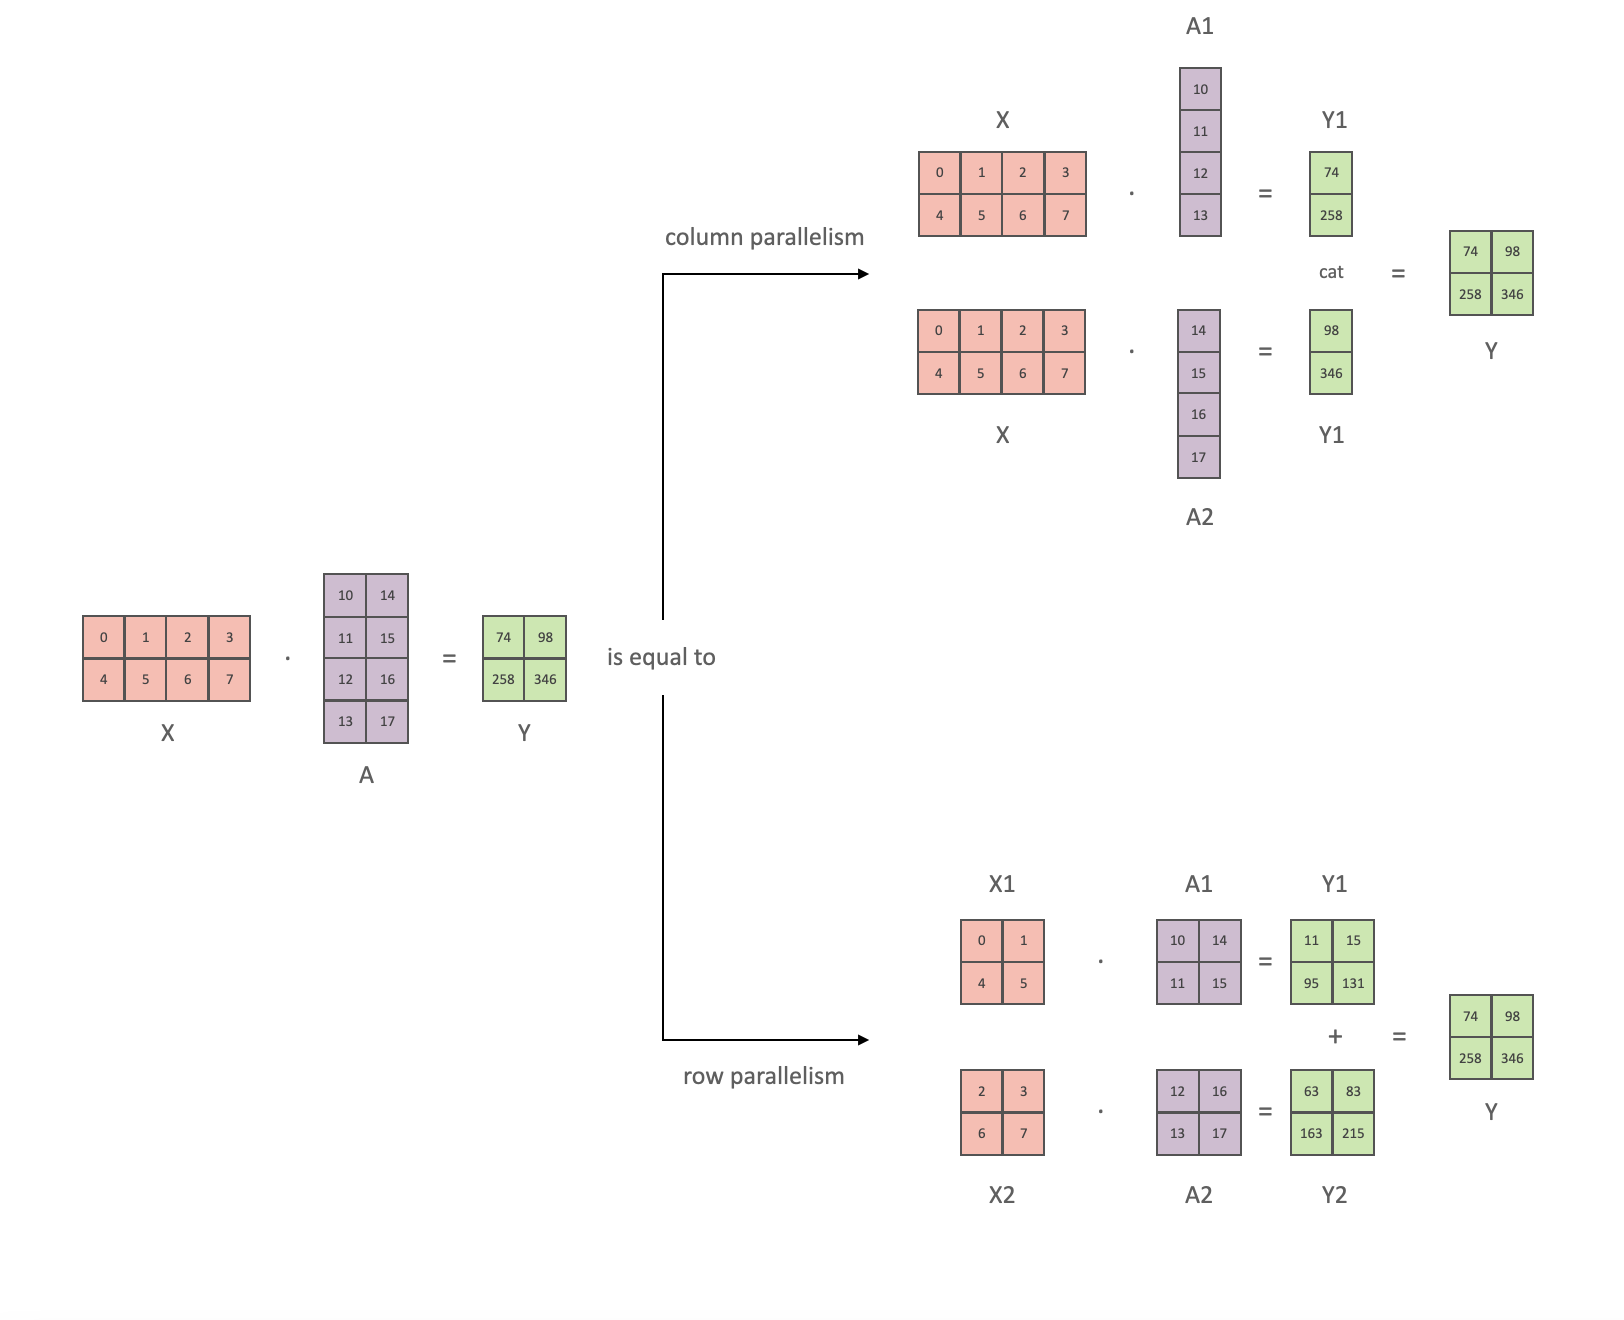 0 1 2 3
4 5 6 7
X
·
10 14
11 15
12 16
13 17
A
=
74 98
258 346
Y
is equal to
column parallelism
X
0 1 2 3
4 5 6 7
·
A1
10
11
12
13
=
Y1
74
258
cat
0 1 2 3
4 5 6 7
X
·
14
15
16
17
A2
=
98
346
Y1
=
74 98
258 346
Y
row parallelism
X1
0 1
4 5
·
A1
10 14
11 15
=
Y1
11 15
95 131
+
2 3
6 7
X2
·
12 16
13 17
A2
=
63 83
163 215
Y2
=
74 98
258 346
Y